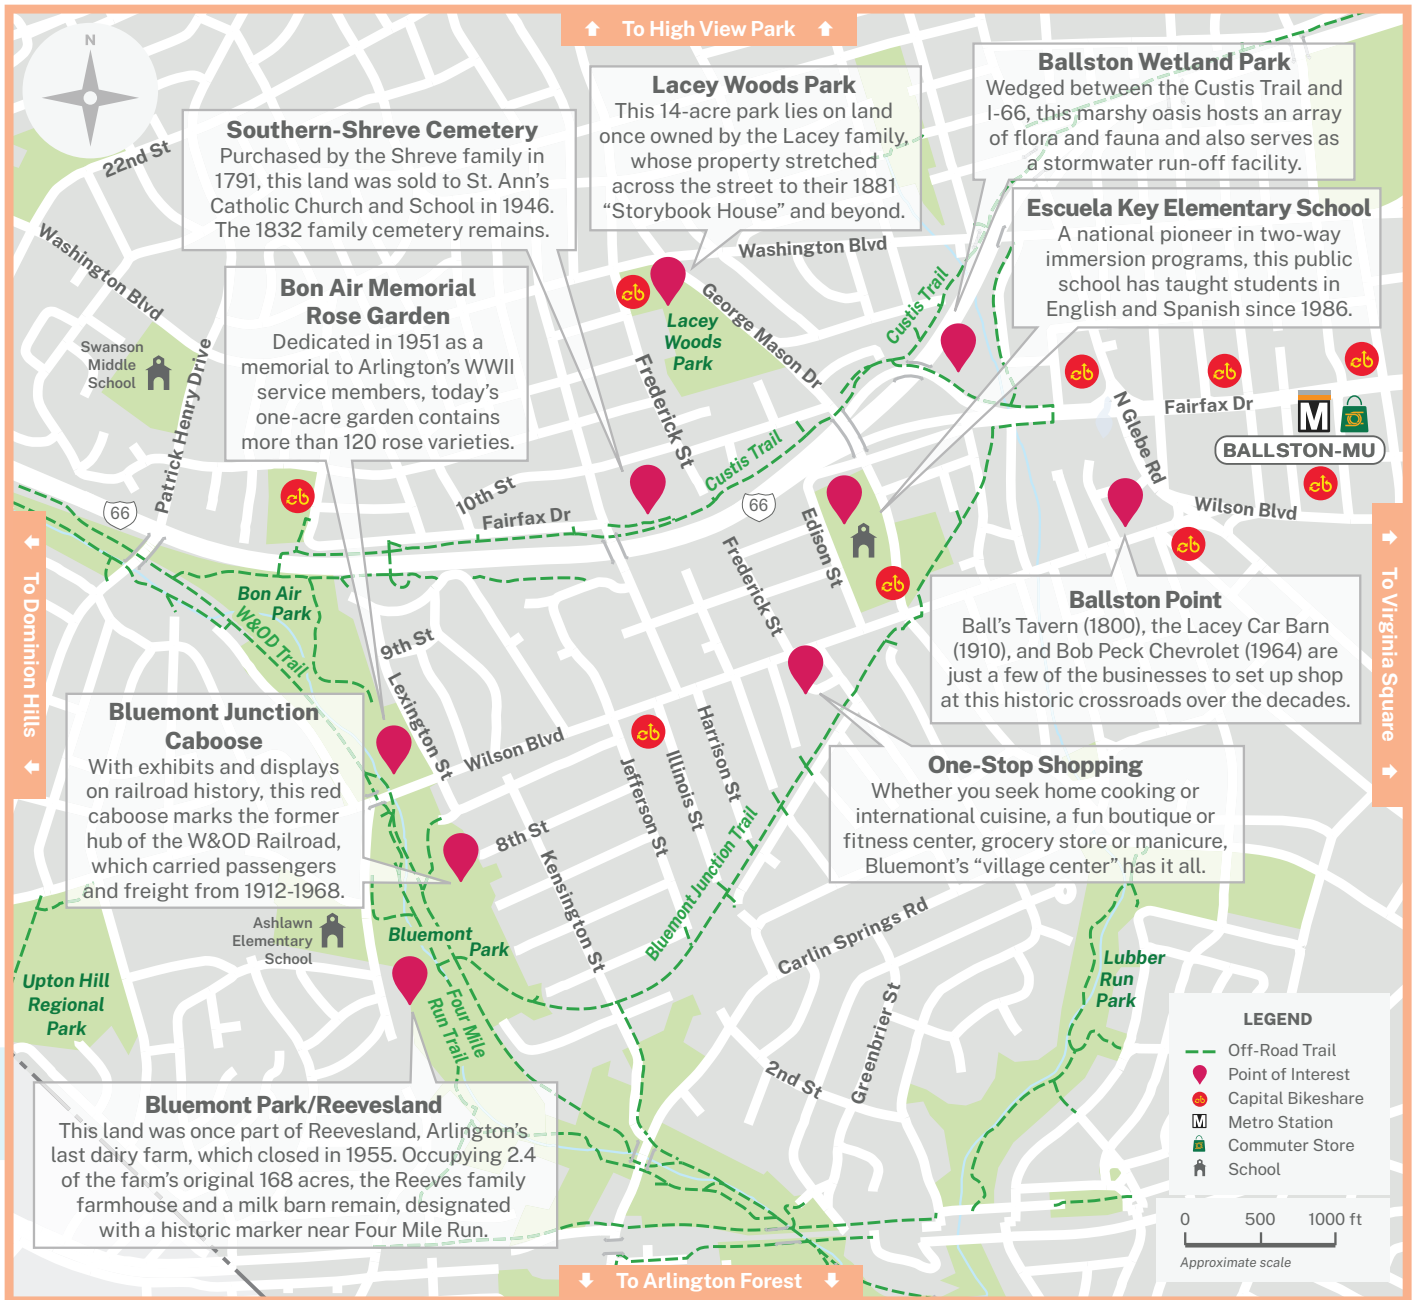 To High View Park
N
22nd St
Washington Blvd
Southern-Shreve Cemetery
Purchased by the Shreve family in
1791, this land was sold to St. Ann's
Catholic Church and School in 1946.
The 1832 family cemetery remains.
Lacey Woods Park
This 14-acre park lies on land
once owned by the Lacey family,
whose property stretched
across the street to their 1881
“Storybook House” and beyond.
Ballston Wetland Park
Wedged between the Custis Trail and
I-66, this marshy oasis hosts an array
of flora and fauna and also serves as
a stormwater run-off facility.
Escuela Key Elementary School
A national pioneer in two-way
immersion programs, this public
school has taught students in
English and Spanish since 1986.
Washington Blvd
Bon Air Memorial
Rose Garden
Dedicated in 1951 as a
memorial to Arlington's WWII
service members, today's
one-acre garden contains
more than 120 rose varieties.
Swanson
Middle
School
Patrick Henry Drive
Lacey
Woods
Park
George Mason Dr
Custis Trail
Frederick St
Custis Trail
N Glebe Rd
Fairfax Dr
M
BALLSTON-MU
Wilson Blvd
66
10th St
Fairfax Dr
66
Edison St
Frederick St
To Dominion Hills
To Virginia Square
Bon Air
Park
W&OD Trail
9th St
Lexington St
Ballston Point
Ball's Tavern (1800), the Lacey Car Barn
(1910), and Bob Peck Chevrolet (1964) are
just a few of the businesses to set up shop
at this historic crossroads over the decades.
Bluemont Junction
Caboose
With exhibits and displays
on railroad history, this red
caboose marks the former
hub of the W&OD Railroad,
which carried passengers
and freight from 1912-1968.
Wilson Blvd
Harrison St
Illinois St
Jefferson St
8th St
Kensington St
Bluemont Junction Trail
One-Stop Shopping
Whether you seek home cooking or
international cuisine, a fun boutique or
fitness center, grocery store or manicure,
Bluemont's “village center” has it all.
Ashlawn
Elementary
School
Bluemont
Park
Carlin Springs Rd
Greenbrier St
Lubber
Run
Park
Upton Hill
Regional
Park
Four Mile
Run Trail
2nd St
Bluemont Park/Reevesland
This land was once part of Reevesland, Arlington's
last dairy farm, which closed in 1955. Occupying 2.4
of the farm's original 168 acres, the Reeves family
farmhouse and a milk barn remain, designated
with a historic marker near Four Mile Run.
LEGEND
Off-Road Trail
Point of Interest
Capital Bikeshare
M Metro Station
Commuter Store
School
0 500 1000 ft
Approximate scale
To Arlington Forest